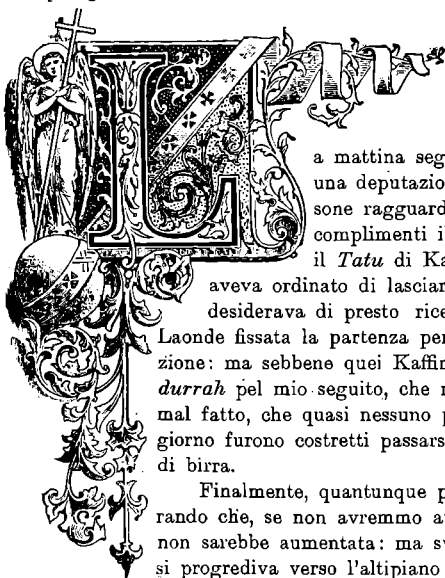 La mattina seg
una deputazio
sone ragguard
complimenti i
il Tatu di Ka
aveva ordinato di lasciar
desiderava di presto rice
Laonde fissata la partenza per
zione: ma sebbene quei Kaffin
durrah pel mio seguito, che n
mal fatto, che quasi nessuno p
giorno furono costretti passars
di birra.
Finalmente, quantunque p
rando che, se non avremmo a
non sarebbe aumentata: ma sv
si progrediva verso l'altipiano